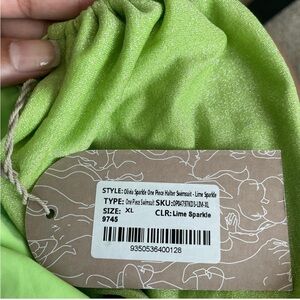 STYLE: Olivia Sparkle One Piece Halter Swimsuit - Lime Sparkle
TYPE: One Piece Swimsuit SKU:
SIZE: XL CLR: Lime Sparkle
9745
9350536400128